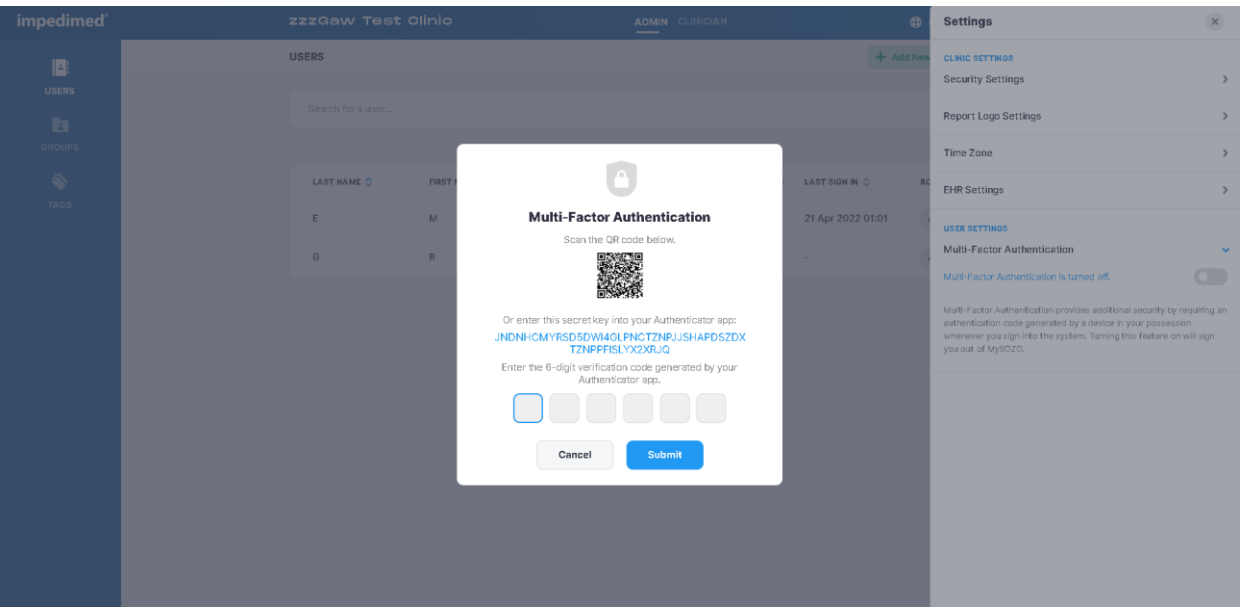 impedimed®
zzzGaw Test Clinic
ADMIN CLINICIAN
Settings
USERS
GROUPS
TAGS
USERS
+ Add New
Search for a user...
LAST NAME
FIRST
LAST SIGN IN
E
M
21 Apr 2022 01:01
G
R
-
Multi-Factor Authentication
Scan the QR code below.
Or enter this secret key into your Authenticator app:
JNDNHCMYRSD5DWI4GLPNCTZNPJJSHAPDSZDX
TZNPPFISLYX2XRJQ
Enter the 6-digit verification code generated by your
Authenticator app.
Cancel
Submit
CLINIC SETTINGS
Security Settings
Report Logo Settings
Time Zone
EHR Settings
USER SETTINGS
Multi-Factor Authentication
Multi-Factor Authentication is turned off.
Multi-Factor Authentication provides additional security by requiring an
authentication code generated by a device in your possession
whenever you sign into the system. Turning this feature on will sign
you out of MySOZO.